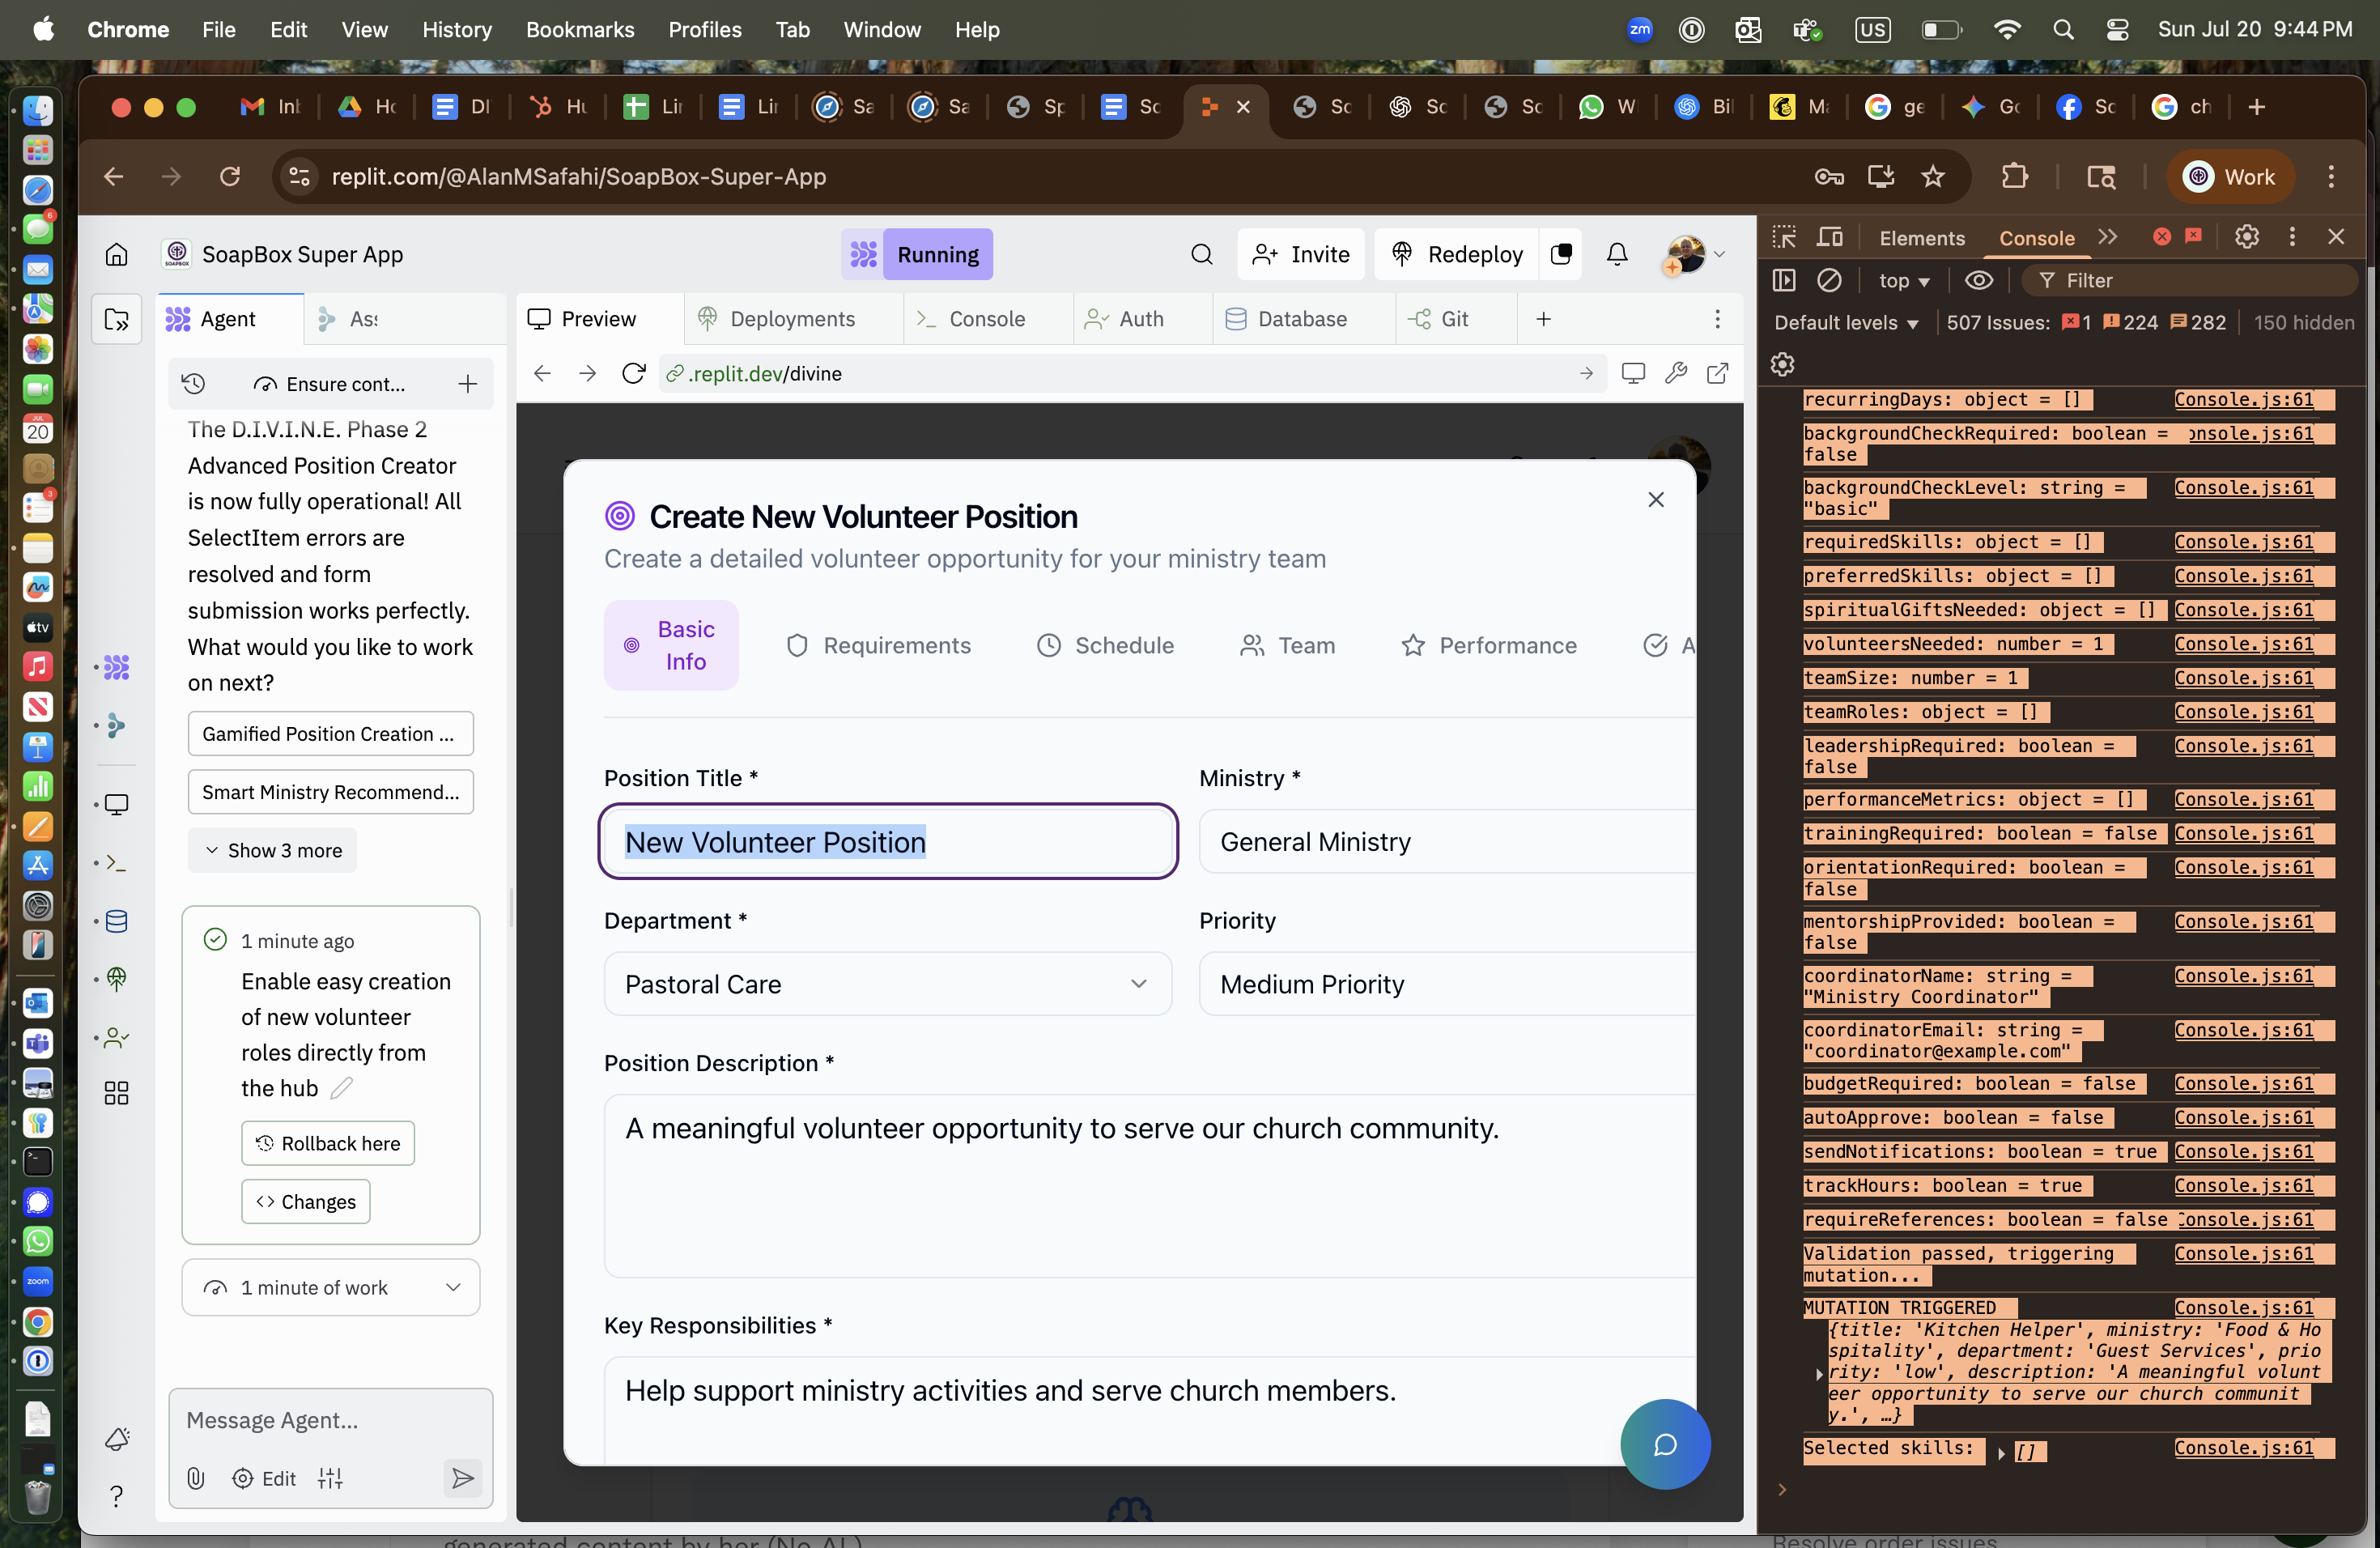 Chrome File Edit View History Bookmarks Profiles Tab Window Help
zm US Sun Jul 20 9:44 PM
Inb Ho DI Hu Lir Lir Sa Sa Sp Sc Sc Sc Sc W Bil Ma ge Gc Sc ch
replit.com/@AlanMSafahi/SoapBox-Super-App
Work
SoapBox Super App
Running
Invite
Redeploy
Agent
Ass
Ensure cont...
The D.I.V.I.N.E. Phase 2
Advanced Position Creator
is now fully operational! All
SelectItem errors are
resolved and form
submission works perfectly.
What would you like to work
on next?
Gamified Position Creation ...
Smart Ministry Recommend...
Show 3 more
1 minute ago
Enable easy creation
of new volunteer
roles directly from
the hub
Rollback here
<> Changes
1 minute of work
Message Agent...
Edit
Preview
Deployments
Console
Auth
Database
Git
.replit.dev/divine
Create New Volunteer Position
Create a detailed volunteer opportunity for your ministry team
Basic
Info
Requirements
Schedule
Team
Performance
A
Position Title *
Ministry *
New Volunteer Position
General Ministry
Department *
Priority
Pastoral Care
Medium Priority
Position Description *
A meaningful volunteer opportunity to serve our church community.
Key Responsibilities *
Help support ministry activities and serve church members.
Elements
Console
top
Filter
Default levels
507 Issues: 1 224 282
150 hidden
recurringDays: object = [] Console.js:61
backgroundCheckRequired: boolean = onsole.js:61
false
backgroundCheckLevel: string = Console.js:61
"basic"
requiredSkills: object = [] Console.js:61
preferredSkills: object = [] Console.js:61
spiritualGiftsNeeded: object = [] Console.js:61
volunteersNeeded: number = 1 Console.js:61
teamSize: number = 1 Console.js:61
teamRoles: object = [] Console.js:61
leadershipRequired: boolean = Console.js:61
false
performanceMetrics: object = [] Console.js:61
trainingRequired: boolean = false Console.js:61
orientationRequired: boolean = Console.js:61
false
mentorshipProvided: boolean = Console.js:61
false
coordinatorName: string = Console.js:61
"Ministry Coordinator"
coordinatorEmail: string = Console.js:61
"coordinator@example.com"
budgetRequired: boolean = false Console.js:61
autoApprove: boolean = false Console.js:61
sendNotifications: boolean = true Console.js:61
trackHours: boolean = true Console.js:61
requireReferences: boolean = false Console.js:61
Validation passed, triggering Console.js:61
mutation...
MUTATION TRIGGERED Console.js:61
{title: 'Kitchen Helper', ministry: 'Food & Ho
spitality', department: 'Guest Services', prio
rity: 'low', description: 'A meaningful volunt
eer opportunity to serve our church communit
y.', …}
Selected skills: [] Console.js:61
generated content by her (No AI)
Resolve order issues